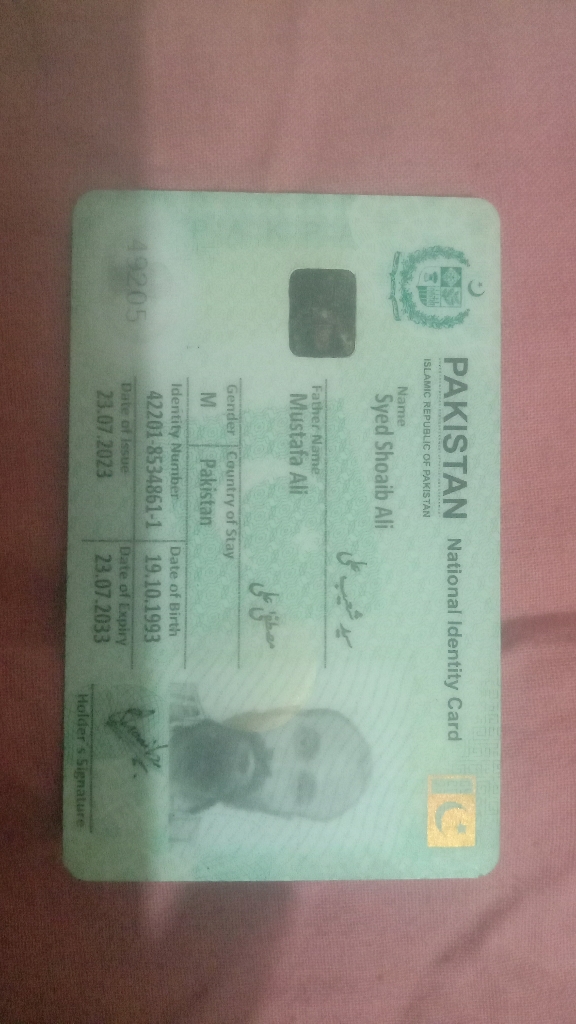 PAKISTAN National Identity Card
ISLAMIC REPUBLIC OF PAKISTAN
Name
Syed Shoaib Ali
سید شعیب علی
Father Name
Mustafa Ali
مصطفیٰ علی
Gender
Country of Stay
M
Pakistan
Identity Number
Date of Birth
42201-8534861-1
19.10.1993
Date of Issue
Date of Expiry
23.07.2023
23.07.2033
Holder's Signature
49205